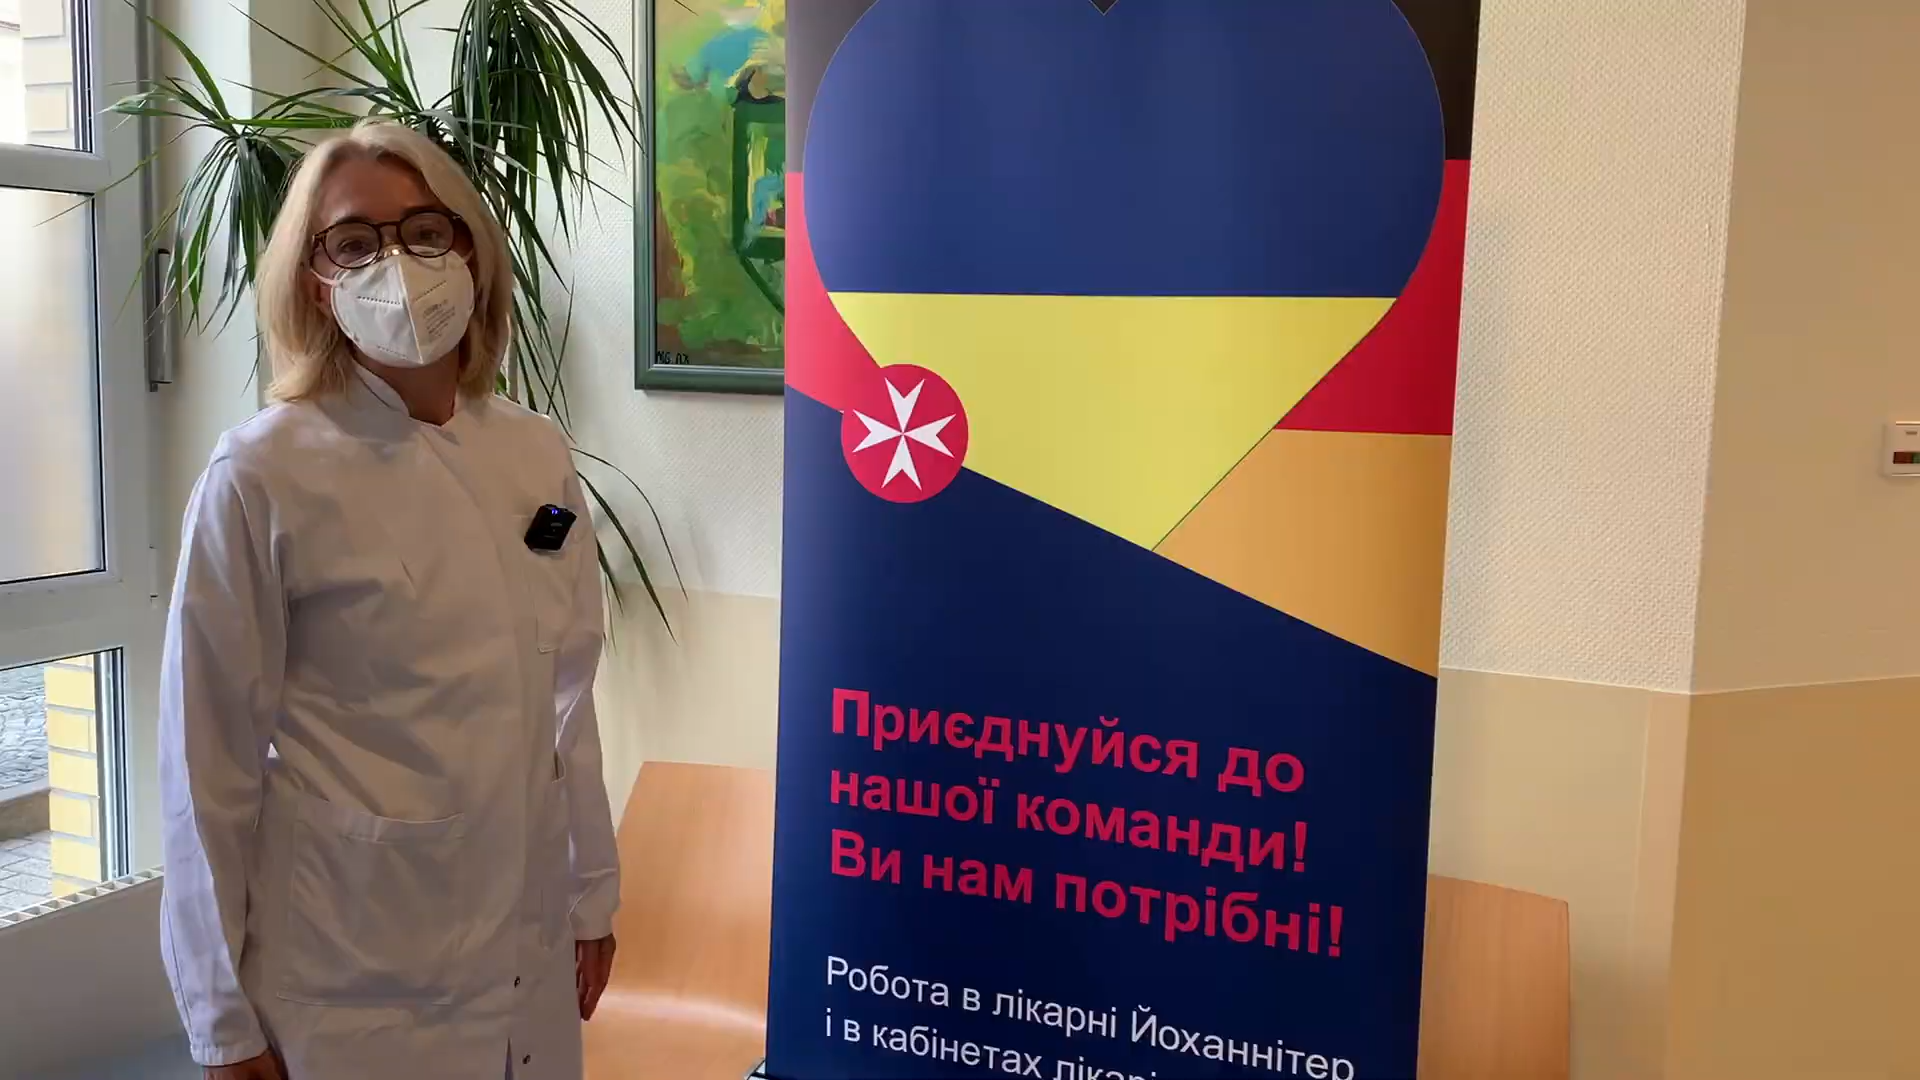 Приєднуйся до
нашої команди!
Ви нам потрібні!
Робота в лікарні Йоханнітер
і в кабінетах